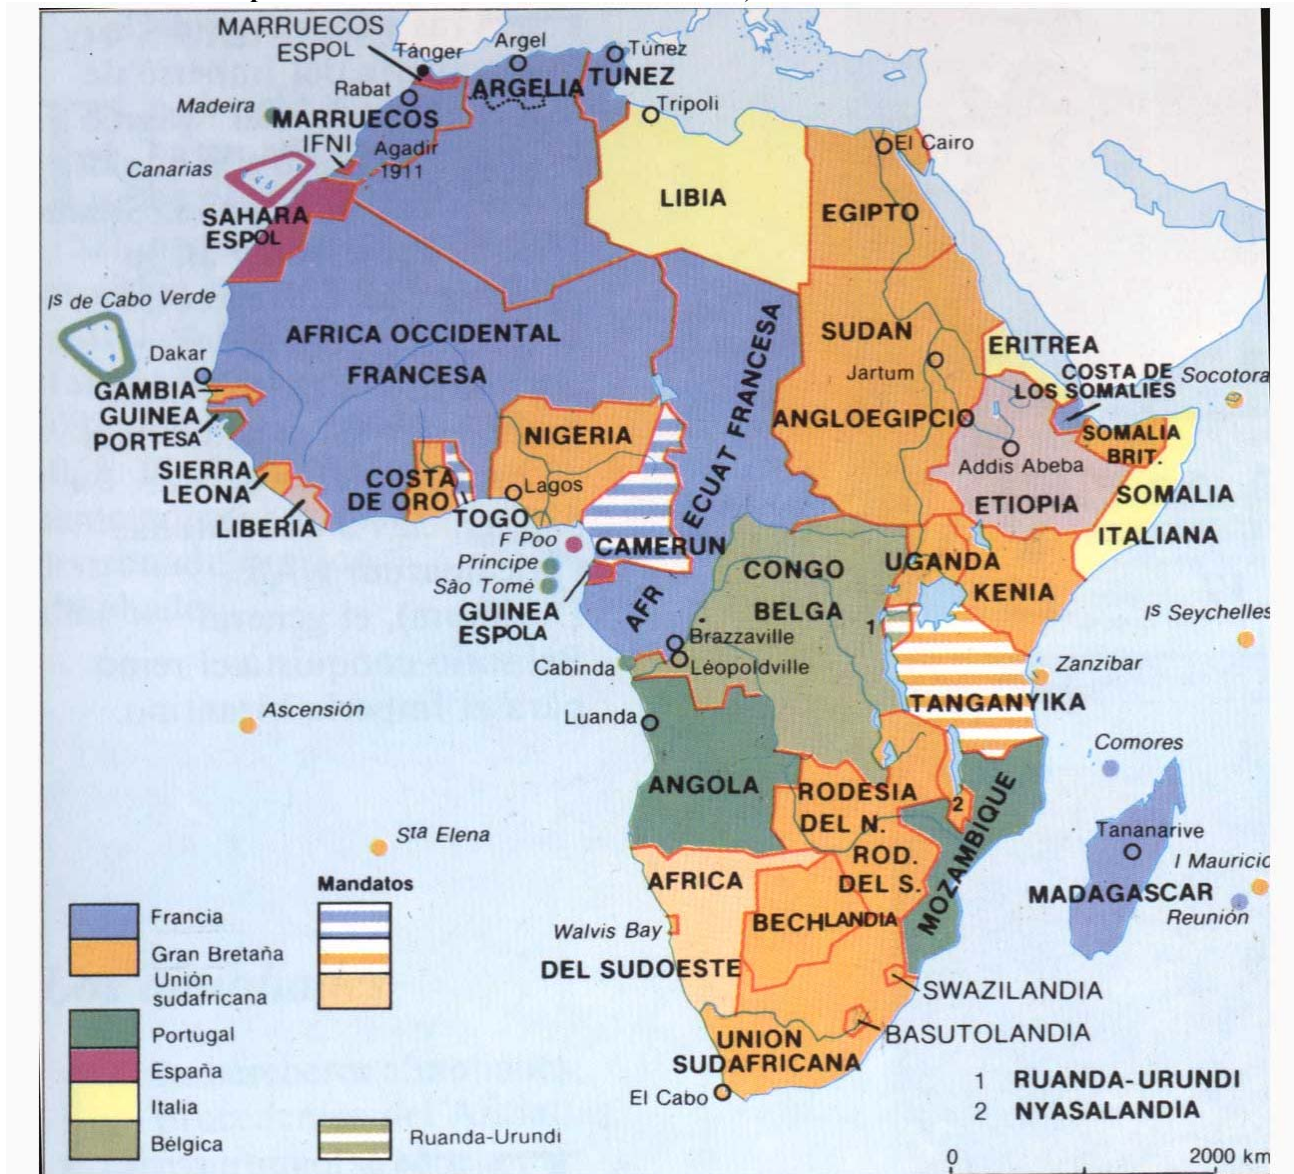 MARRUECOS
ESPOL
Tánger
Argel
Túnez
TUNEZ
Rabat
ARGELIA
Trípoli
Madeira
MARRUECOS
IFNI
Agadir
1911
El Cairo
Canarias
LIBIA
EGIPTO
SAHARA
ESPOL
Iˢ de Cabo Verde
AFRICA OCCIDENTAL
FRANCESA
SUDAN
ANGLOEGIPCIO
Jartum
ERITREA
COSTA DE
LOS SOMALIES
Socotora
Dakar
GAMBIA
GUINEA
PORTESA
SIERRA
LEONA
LIBERIA
COSTA
DE ORO
TOGO
NIGERIA
Lagos
AFR ECUAT FRANCESA
Addis Abeba
ETIOPIA
SOMALIA
BRIT.
SOMALIA
ITALIANA
F Poo
Príncipe
Sâo Tomé
CAMERUN
GUINEA
ESPOLA
CONGO
BELGA
UGANDA
KENIA
1
Iˢ Seychelles
Brazzaville
Léopoldville
Cabinda
Zanzibar
TANGANYIKA
Ascensión
Luanda
Comores
ANGOLA
RODESIA
DEL N.
2
MOZAMBIQUE
Sᵗᵃ Elena
ROD.
DEL S.
Tananarive
I Mauricio
MADAGASCAR
Reunión
AFRICA
DEL SUDOESTE
BECHLANDIA
Walvis Bay
SWAZILANDIA
BASUTOLANDIA
UNION
SUDAFRICANA
El Cabo
Mandatos
Francia
Gran Bretaña
Unión
sudafricana
Portugal
España
Italia
Bélgica
Ruanda-Urundi
1 RUANDA-URUNDI
2 NYASALANDIA
0 2000 km